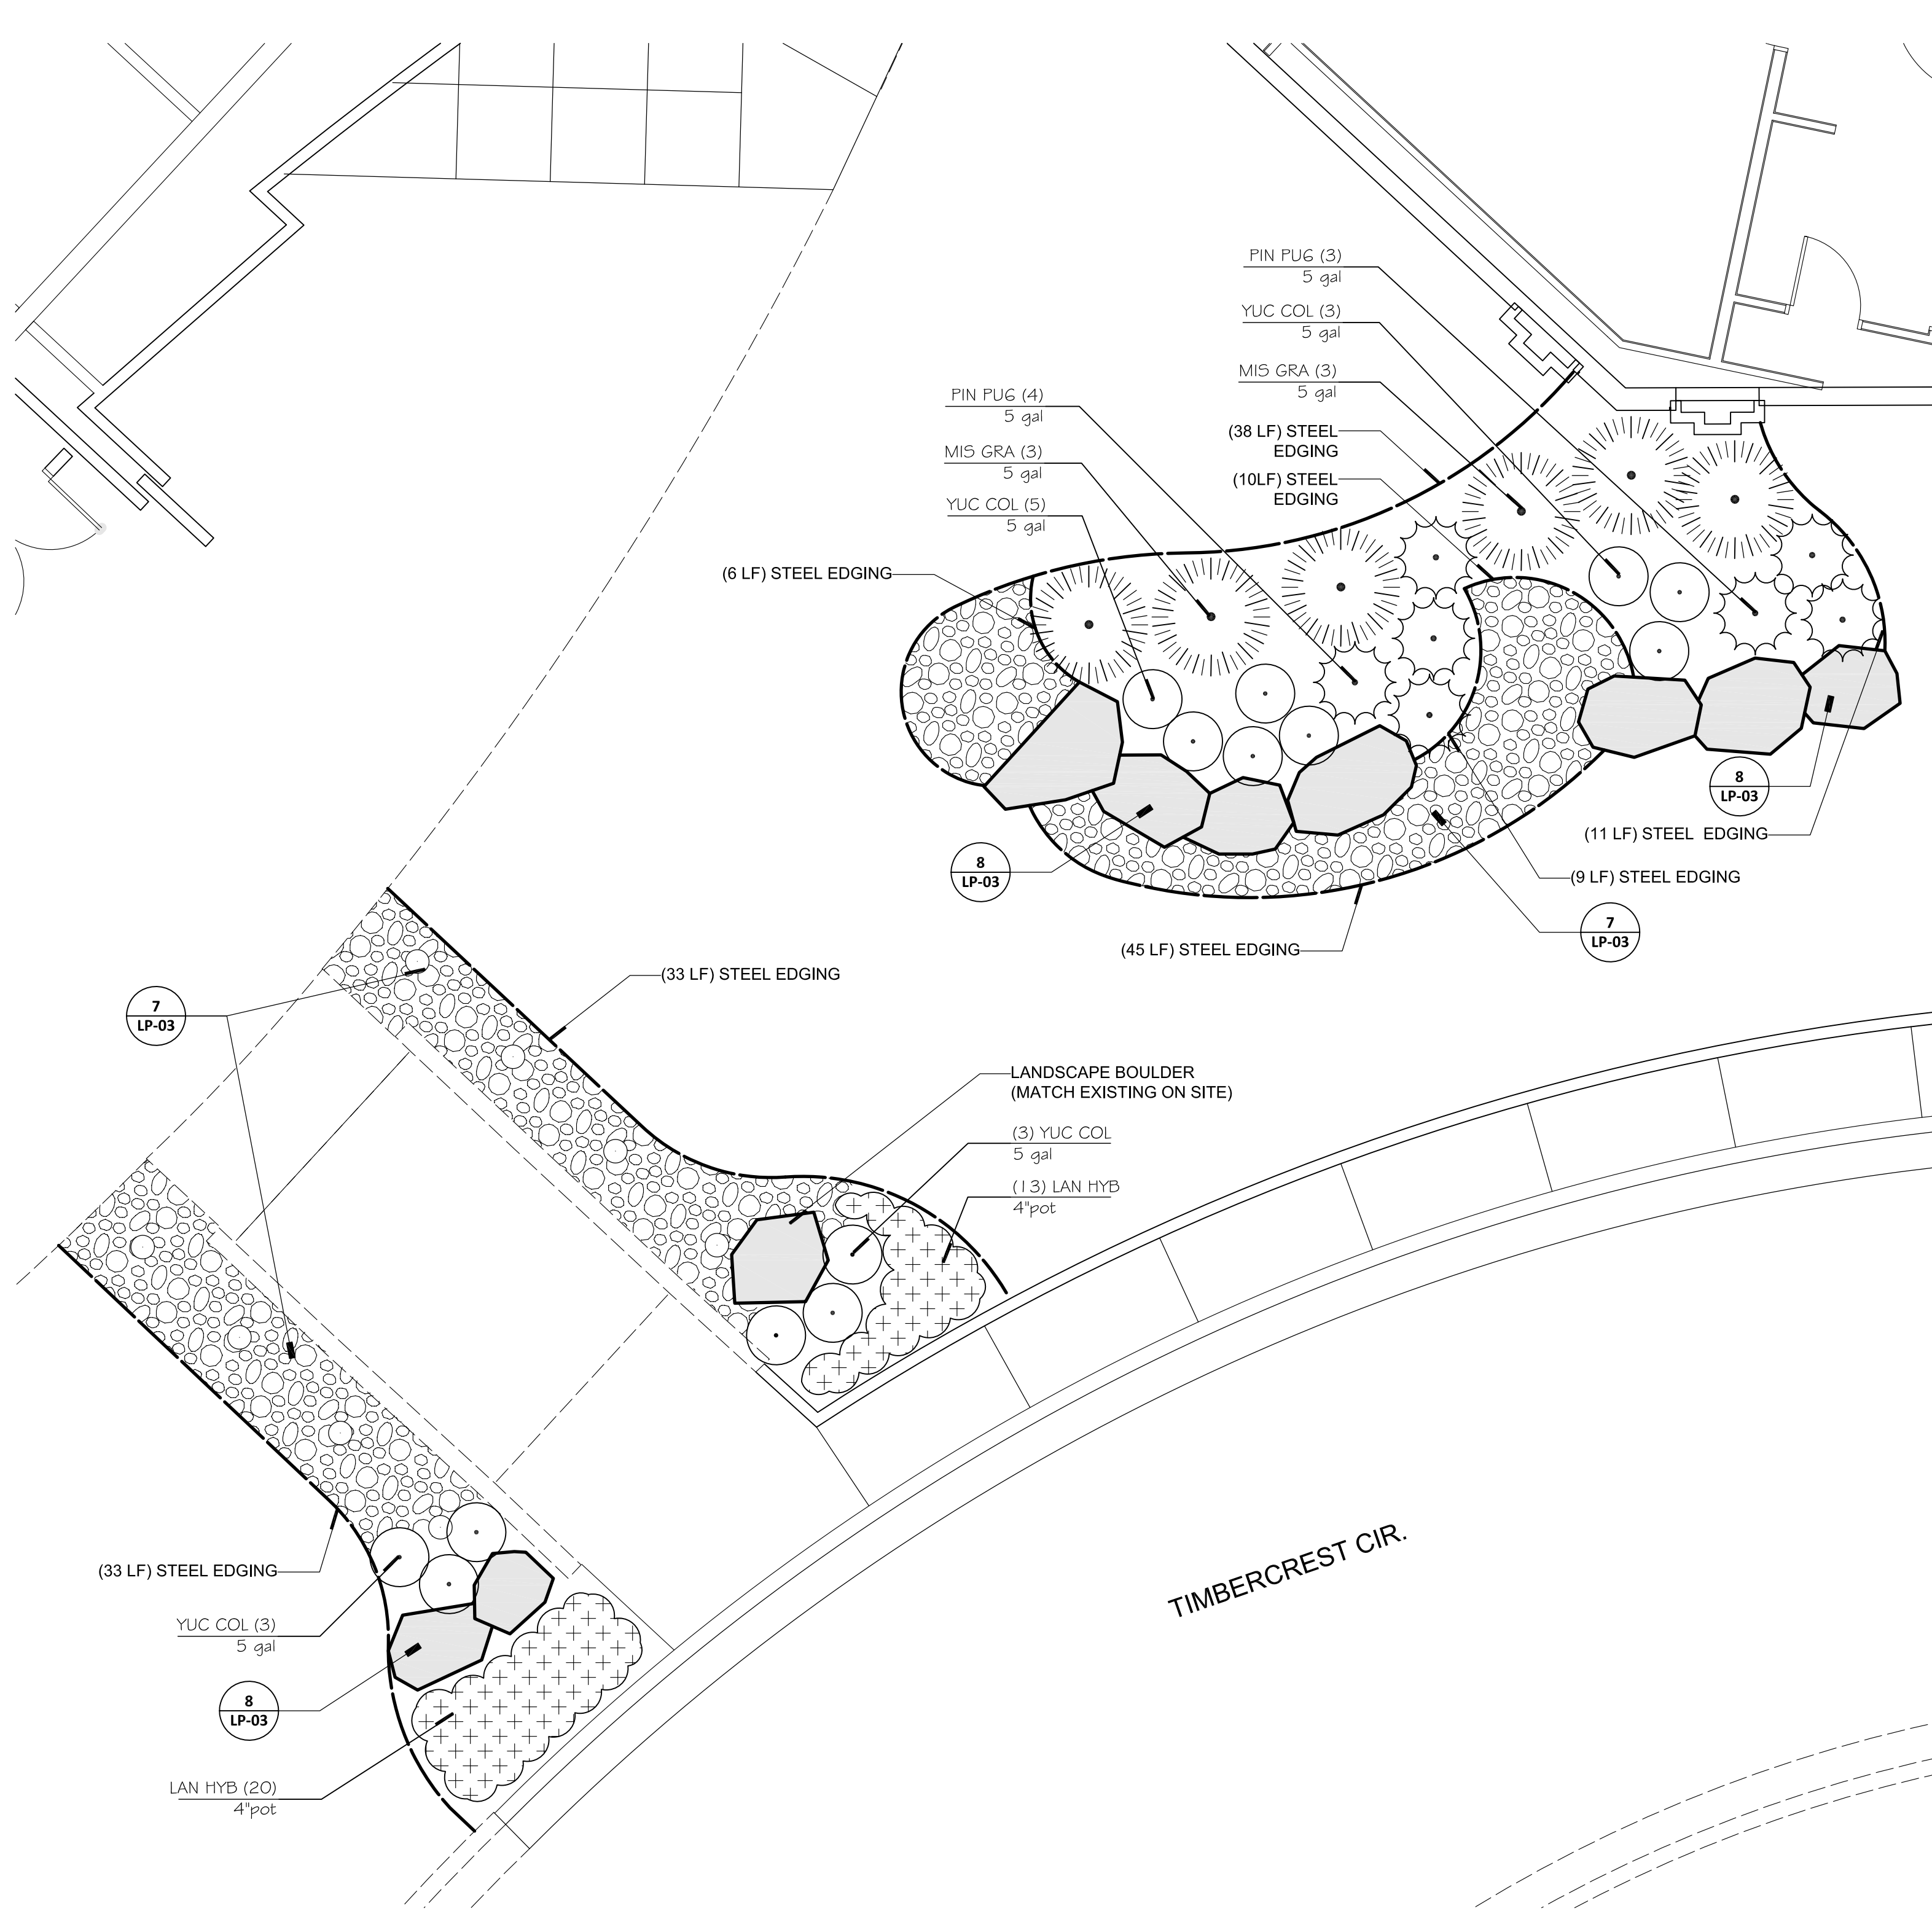 PIN PUG (3)
5 gal
YUC COL (3)
5 gal
MIS GRA (3)
5 gal
(38 LF) STEEL
EDGING
(10LF) STEEL
EDGING
PIN PUG (4)
5 gal
MIS GRA (3)
5 gal
YUC COL (5)
5 gal
(6 LF) STEEL EDGING
8
LP-03
(11 LF) STEEL EDGING
(9 LF) STEEL EDGING
7
LP-03
8
LP-03
(45 LF) STEEL EDGING
(33 LF) STEEL EDGING
7
LP-03
LANDSCAPE BOULDER
(MATCH EXISTING ON SITE)
(3) YUC COL
5 gal
(13) LAN HYB
4"pot
(33 LF) STEEL EDGING
YUC COL (3)
5 gal
8
LP-03
LAN HYB (20)
4"pot
TIMBERCREST CIR.